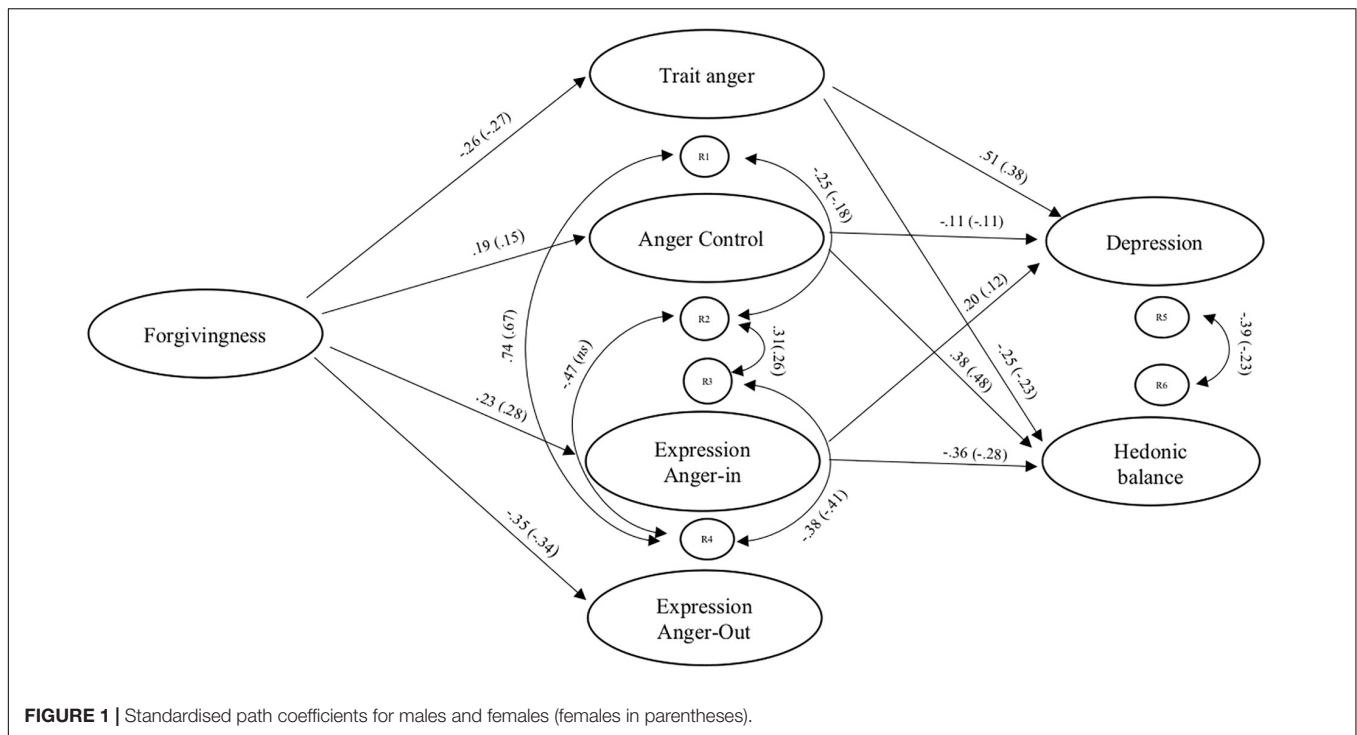 Trait anger
-.26 (-.27)
R1
.51 (.38)
-.25 (-.18)
Anger Control
.19 (.15)
-.11 (-.11)
Depression
.20 (.12)
Forgivingness
.74 (.67)
R2
-.47 (ns)
.31(.26)
R3
.38 (.48)
-.25 (-.23)
R5
-.39 (-.23)
R6
.23 (.28)
Expression
Anger-in
-.36 (-.28)
Hedonic
balance
-.38 (-.41)
-.35 (-.34)
R4
Expression
Anger-Out
FIGURE 1 | Standardised path coefficients for males and females (females in parentheses).